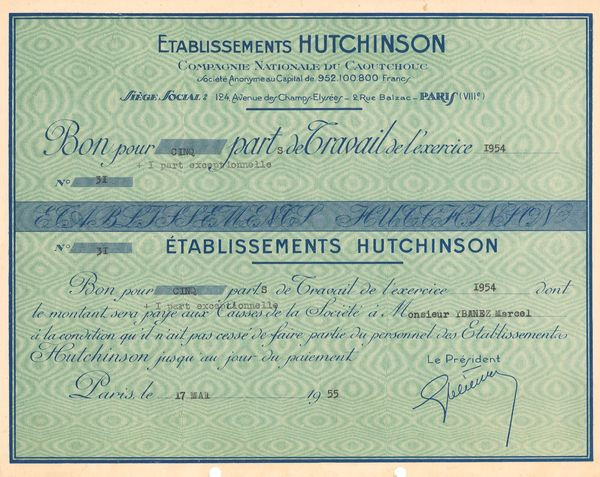 ETABLISSEMENTS HUTCHINSON
COMPAGNIE NATIONALE DU CAOUTCHOUC
Société Anonyme au Capital de 952.100.800 Francs
SIÈGE SOCIAL: 124, Avenue des Champs-Elysées - 2 Rue Balzac - PARIS (VIIIe)
Bon pour CINQ parts de Travail de l'exercice 1954
+ I part exceptionnelle
No 31
ETABLISSEMENTS HUTCHINSON
No 31 ÉTABLISSEMENTS HUTCHINSON
Bon pour CINQ parts de Travail de l'exercice 1954 dont
+ I part exceptionnelle
le montant sera payé aux Caisses de la Société à Monsieur YBANEZ Marcel
à la condition qu'il n'ait pas cessé de faire partie du personnel des Etablissements
Hutchinson jusqu'au jour du paiement
Le Président
Paris, le 17 MAI 1955